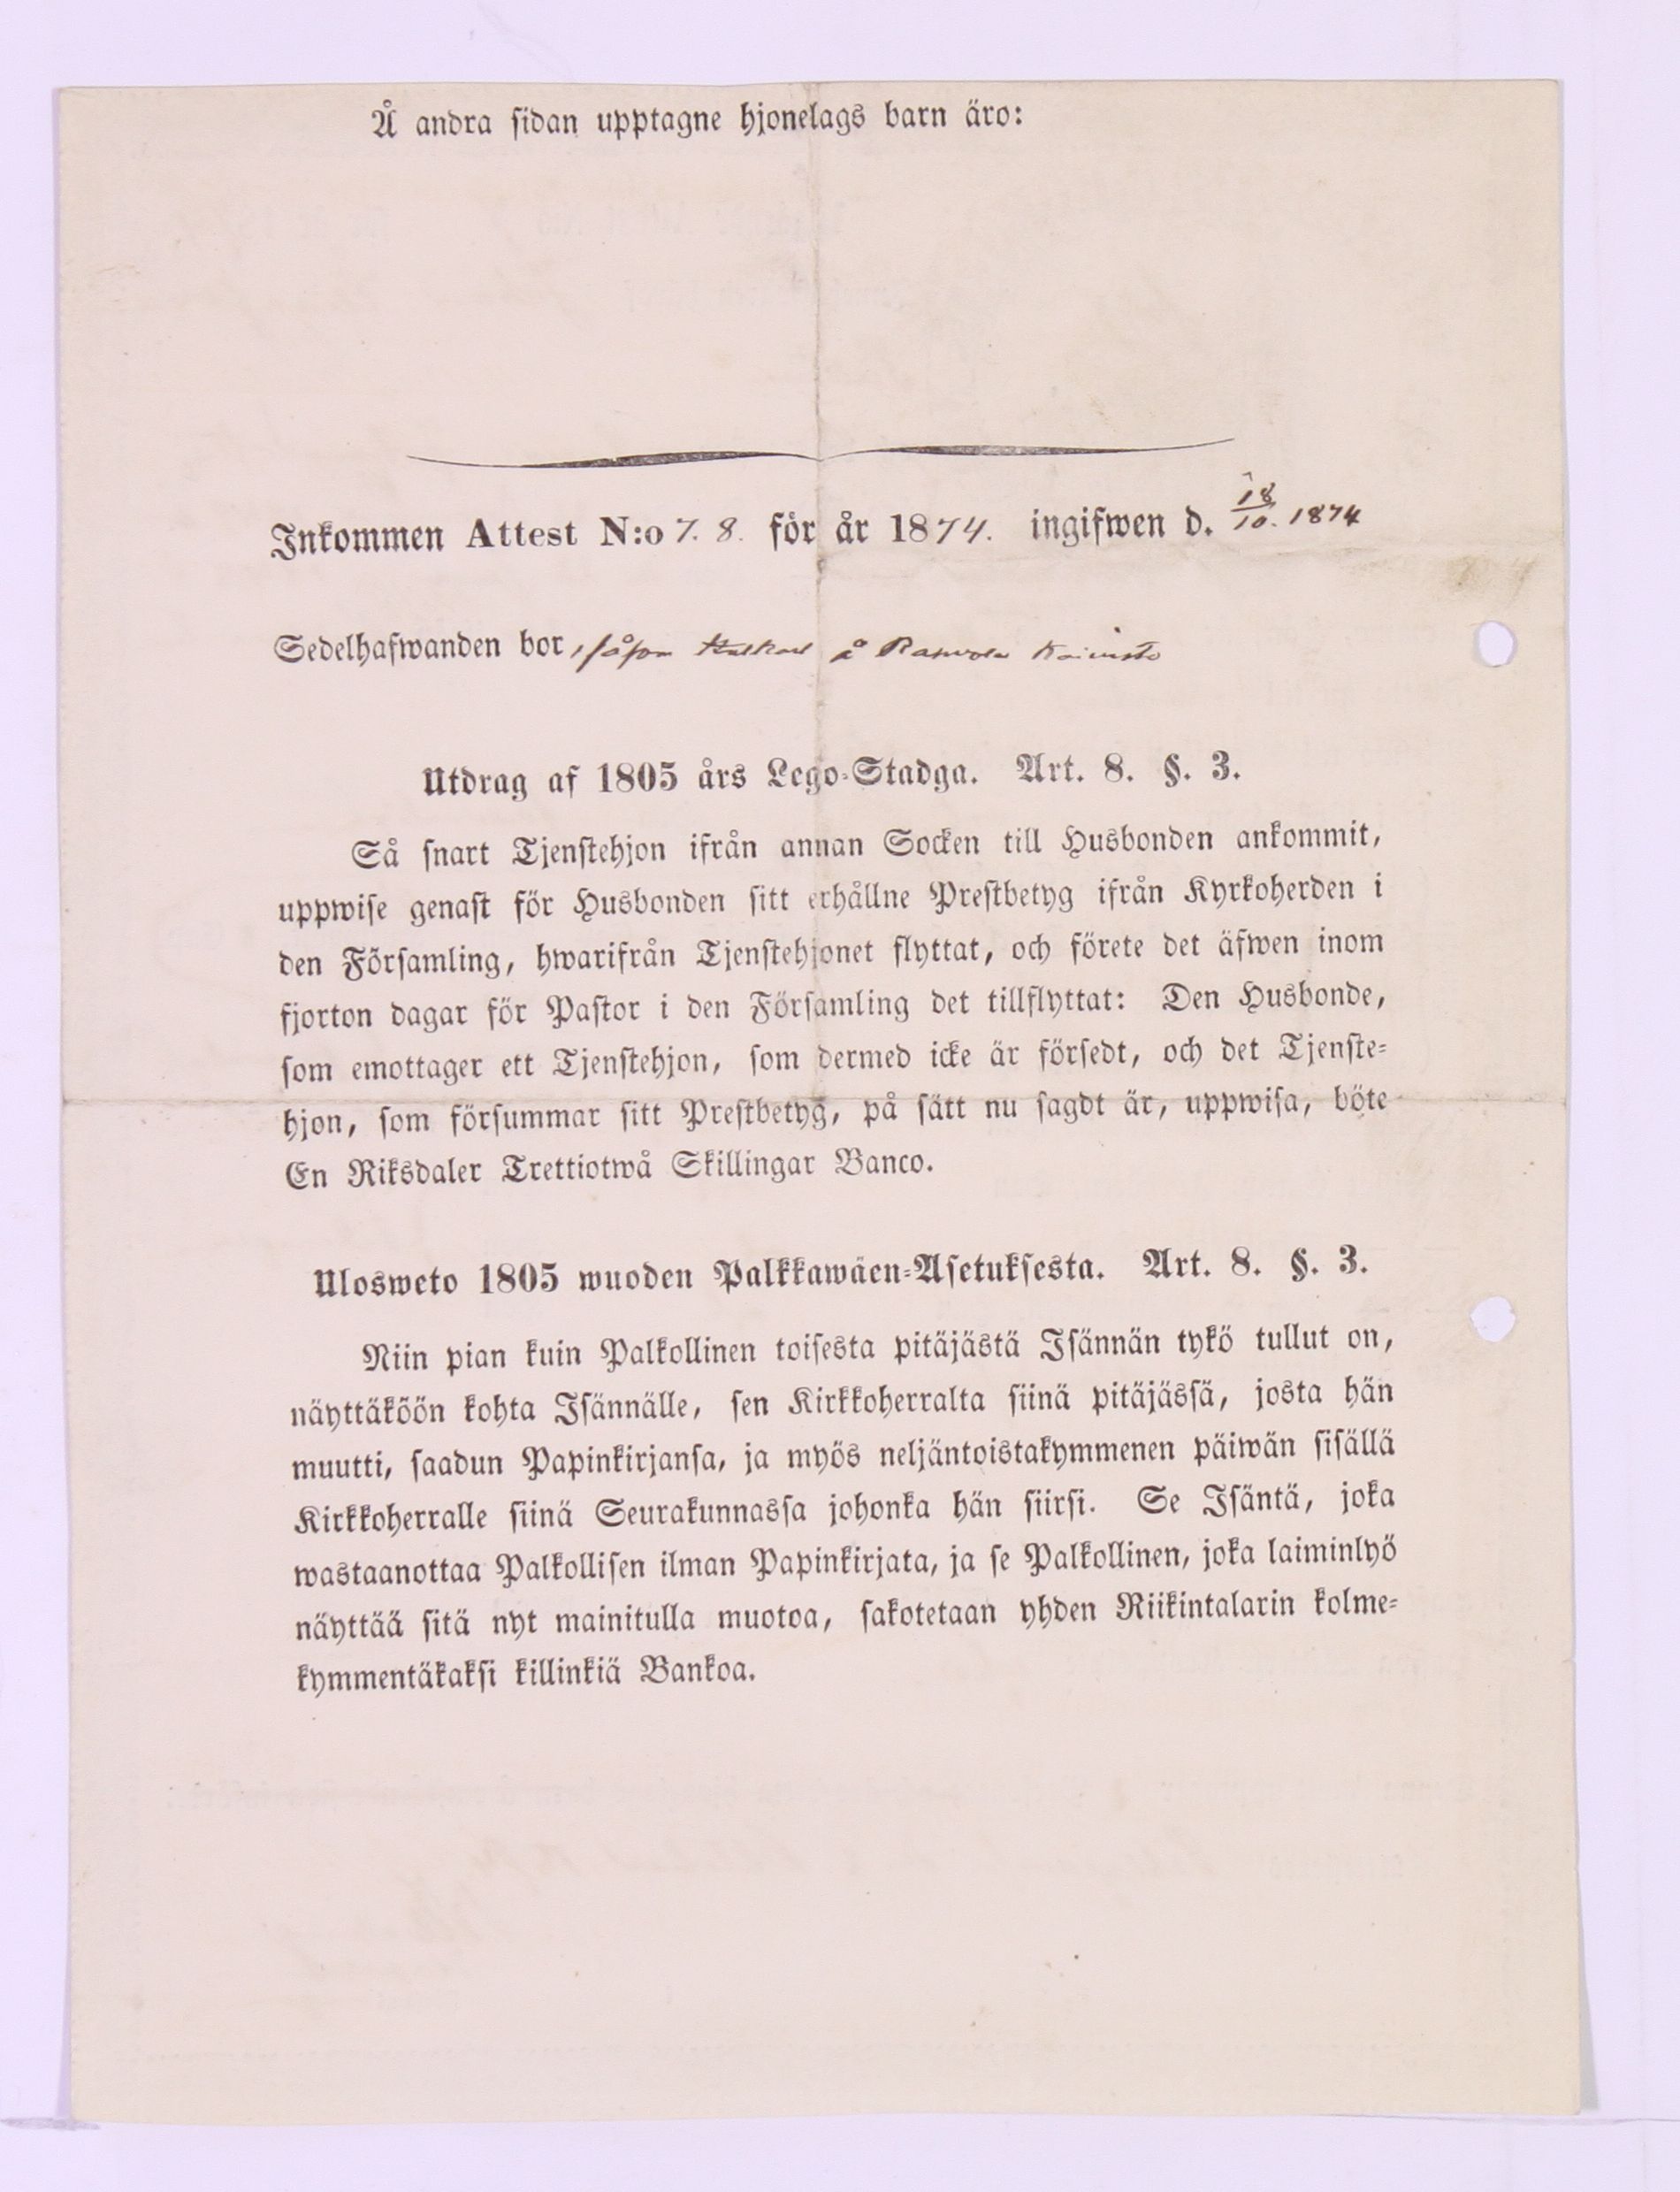 Å andra sidan upptagne hjonelags barn äro:
Inkommen Attest N:o 7. 8. för år 1874. ingifwen d. 18/10. 1874
Sedelhafwanden bor, såsom å
Utdrag af 1805 års Lego-Stadga. Art. 8. §. 3.
Så snart Tjenstehjon ifrån annan Socken till Husbonden ankommit,
uppwise genast för Husbonden sitt erhållne Prestbetyg ifrån Kyrkoherden i
den Församling, hwarifrån Tjenstehjonet flyttat, och förete det äfwen inom
fjorton dagar för Pastor i den Församling det tillflyttat: Den Husbonde,
som emottager ett Tjenstehjon, som dermed icke är försedt, och det Tjenste-
hjon, som försummar sitt Prestbetyg, på sätt nu sagdt är, uppwisa, böte
En Riksdaler Trettiotwå Skillingar Banco.
Ulosweto 1805 wuoden Palkkawäen-Asetuksesta. Art. 8. §. 3.
Niin pian kuin Palkollinen toisesta pitäjästä Isännän tykö tullut on,
näyttäköön kohta Isännälle, sen Kirkkoherralta siinä pitäjässä, josta hän
muutti, saadun Papinkirjansa, ja myös neljäntoistakymmenen päiwän sisällä
Kirkkoherralle siinä Seurakunnassa johonka hän siirsi. Se Isäntä, joka
wastaanottaa Palkollisen ilman Papinkirjata, ja se Palkollinen, joka laiminlyö
näyttää sitä nyt mainitulla muotoa, sakotetaan yhden Riikintalarin kolme-
kymmentäkaksi killinkiä Bankoa.